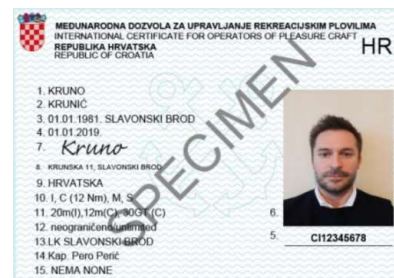 MEĐUNARODNA DOZVOLA ZA UPRAVLJANJE REKREACIJSKIM PLOVILIMA
INTERNATIONAL CERTIFICATE FOR OPERATORS OF PLEASURE CRAFT
REPUBLIKA HRVATSKA
REPUBLIC OF CROATIA
HR
1. KRUNO
2. KRUNIĆ
3. 01.01.1981. SLAVONSKI BROD
4. 01.01.2019.
7. Kruno
8. KRUNSKA 11, SLAVONSKI BROD
9. HRVATSKA
10. I, C (12 Nm), M, S
11. 20m(I),12m(C),30GT (C)
12. neograničeno/unlimited
13.LK SLAVONSKI BROD
14.Kap. Pero Perić
15. NEMA NONE
6.
5. CI12345678
SPECIMEN